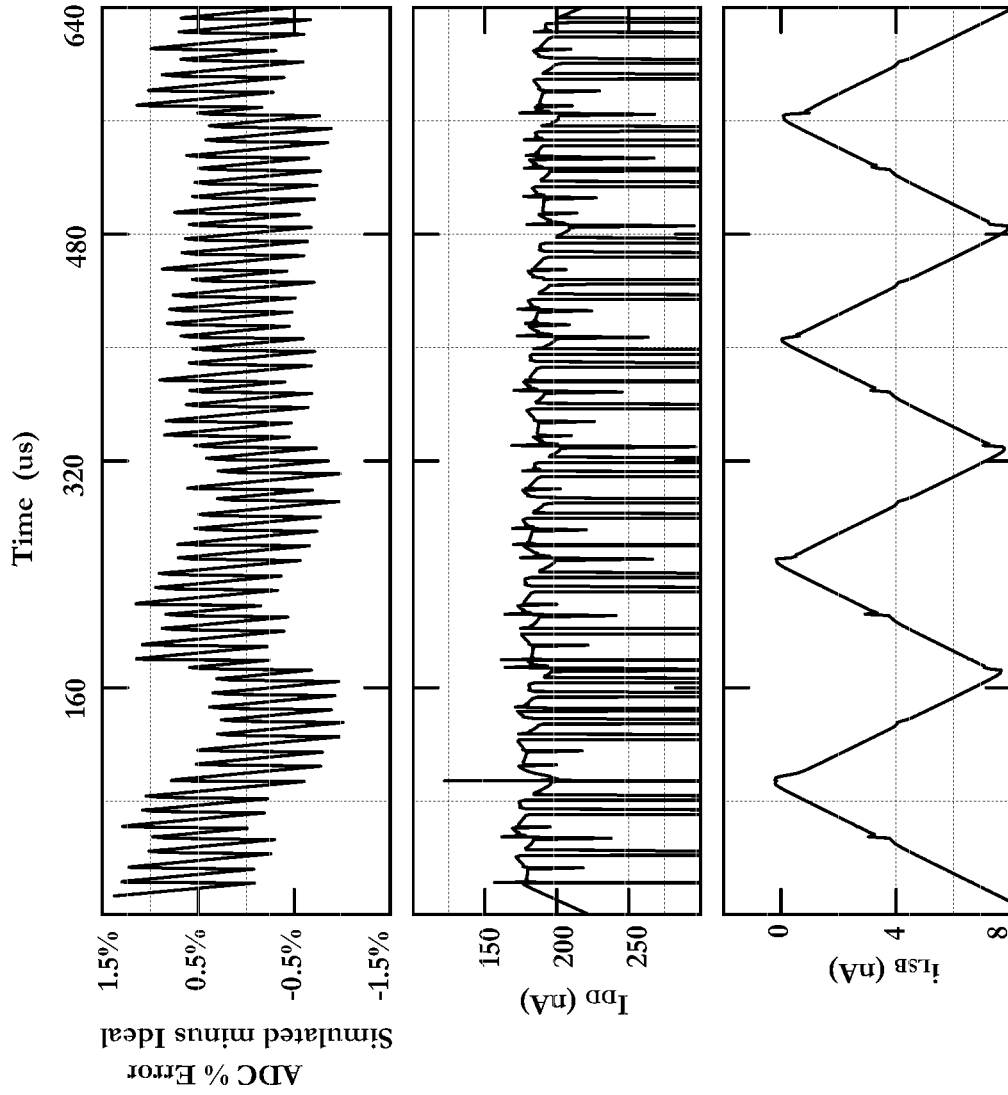 Time (us)
160
320
480
640
ADC % Error
Simulated minus Ideal
1.5%
0.5%
-0.5%
-1.5%
I_DD (nA)
150
200
250
i_LSB (nA)
0
4
8